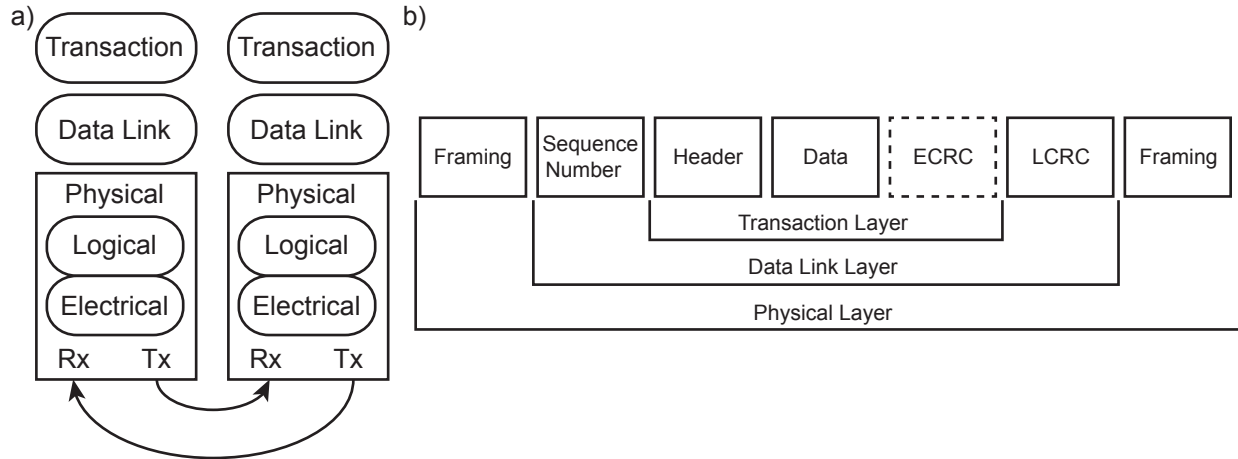 a)
Transaction
Data Link
Physical
Logical
Electrical
Rx Tx
Transaction
Data Link
Physical
Logical
Electrical
Rx Tx
b)
Framing
Sequence
Number
Header
Data
ECRC
LCRC
Framing
Transaction Layer
Data Link Layer
Physical Layer